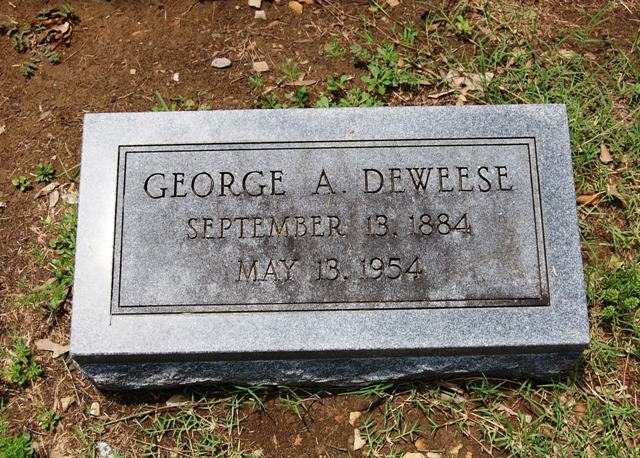 GEORGE A. DEWEESE
SEPTEMBER 13, 1884
MAY 13, 1954